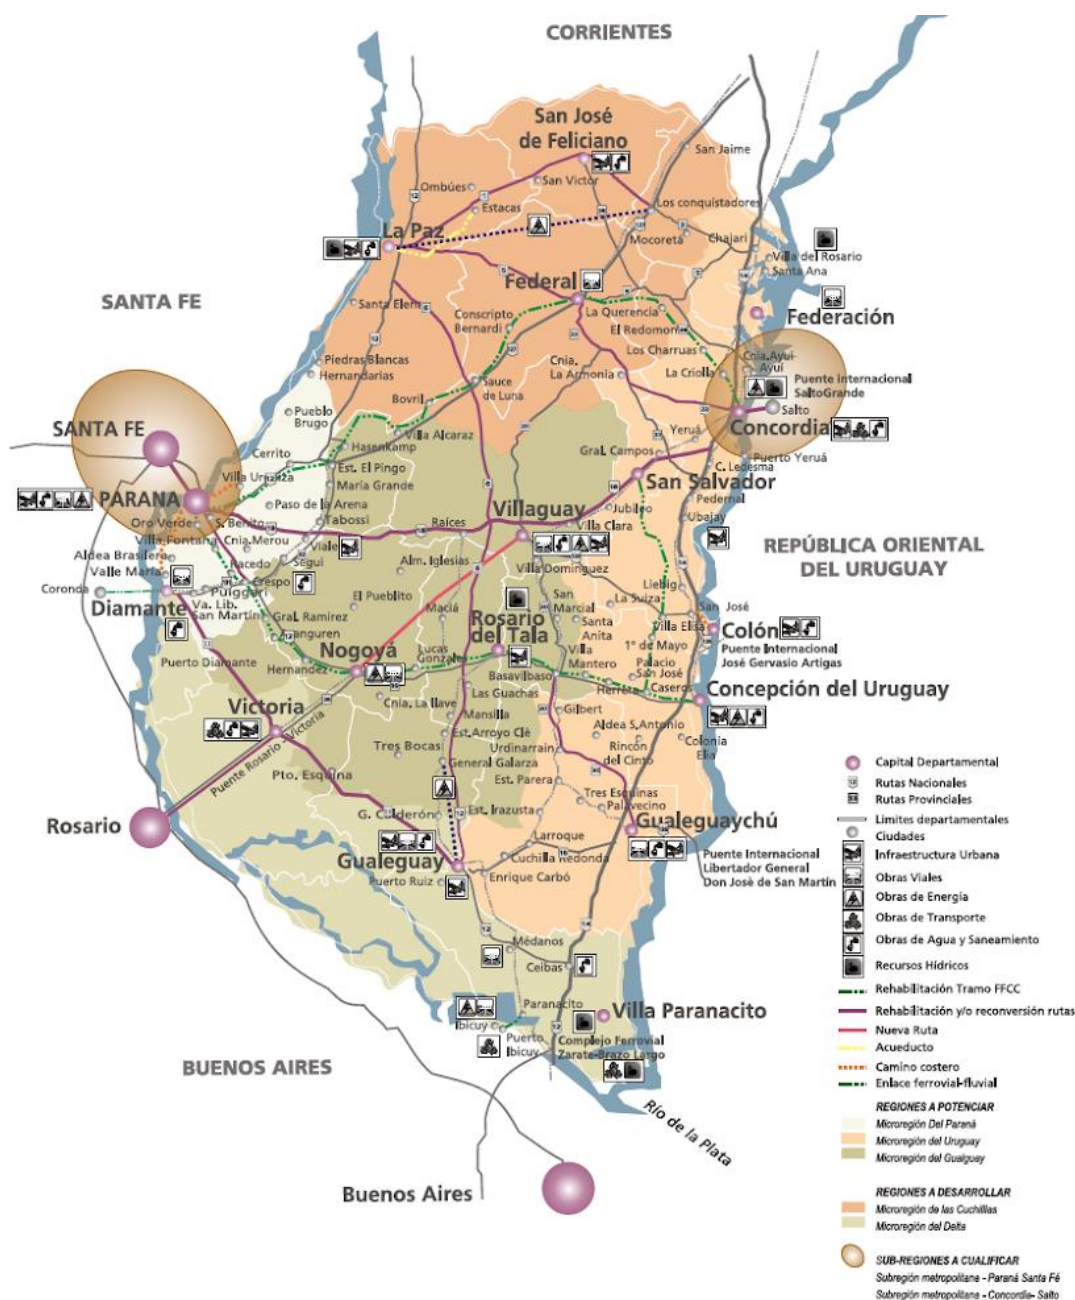 CORRIENTES
San José
de Feliciano
San Jaime
Ombúes
San Victor
Estacas
Los conquistadores
La Paz
Mocoretá
Chajarí
Villa del Rosario
Santa Ana
SANTA FE
Federal
Santa Elena
Conscripto
Bernardi
La Querencia
El Redomón
Federación
Los Charruas
Cnia. Ayui-
Ayui
Piedras Blancas
Hernandarias
Cnia.
La Armonia
La Criolla
Puente Internacional
SaltoGrande
Sauce
de Luna
Bovril
Salto
Pueblo
Brugo
SANTA FE
Villa Alcaraz
Yeruá
Concordia
Hasenkamp
Cerrito
Gral. Campos
Puerto Yeruá
Est. El Pingo
C. Ledesma
Villa Urquiza
María Grande
San Salvador
PARANA
Paso de la Arena
Pedernal
Oro Verde
S. Benito
Tabossi
Raíces
Villaguay
Jubileo
Ubajay
Villa Clara
Villa Fontana
Cnia. Merou
Viale
REPÚBLICA ORIENTAL
DEL URUGUAY
Aldea Brasilera
Racedo
Segui
Alm. Iglesias
Villa Dominguez
Valle María
Crespo
Liebig
Coronda
Puiggari
El Pueblito
San
Marcial
La Suiza
San José
Diamante
Va. Lib.
San Martín
Gral. Ramirez
Maciá
Rosario
del Tala
Santa
Anita
Villa Elisa
Colón
Aranguren
Nogoyá
Lucas
Gonzalez
Villa
Mantero
1° de Mayo
Puente Internacional
José Gervasio Artigas
Puerto Diamante
Hernandez
Basavilbaso
Palacio
San José
Caseros
Las Guachas
Herrera
Concepción del Uruguay
Victoria
Cnia. La llave
Mansilla
Gilbert
Aldea S. Antonio
Est. Arroyo Clé
Urdinarrain
Rincón
del Cinto
Colonia
Elia
Puente Rosario - Victoria
Tres Bocas
General Galarza
Pto. Esquina
Est. Parera
Tres Esquinas
Palavecino
G. Calderón
Est. Irazusta
Rosario
Gualeguaychú
Larroque
Gualeguay
Cuchilla Redonda
Puente Internacional
Libertador General
Don Josè de San Martín
Puerto Ruiz
Enrique Carbó
Médanos
Ceibas
Paranacito
Villa Paranacito
Ibicuy
Puerto
Ibicuy
Complejo Ferrovial
Zarate-Brazo Largo
BUENOS AIRES
Río de la Plata
Buenos Aires
Capital Departamental
Rutas Nacionales
Rutas Provinciales
Limites departamentales
Ciudades
Infraestructura Urbana
Obras Viales
Obras de Energía
Obras de Transporte
Obras de Agua y Saneamiento
Recursos Hídricos
Rehabilitación Tramo FFCC
Rehabilitación y/o reconversión rutas
Nueva Ruta
Acueducto
Camino costero
Enlace ferrovial-fluvial
REGIONES A POTENCIAR
Microregión Del Paraná
Microregión del Uruguay
Microregión del Gualguay
REGIONES A DESARROLLAR
Microregión de las Cuchilllas
Microregión del Delta
SUB-REGIONES A CUALIFICAR
Subregión metropolitana - Paraná Santa Fé
Subregión metropolitana - Concordia- Salto